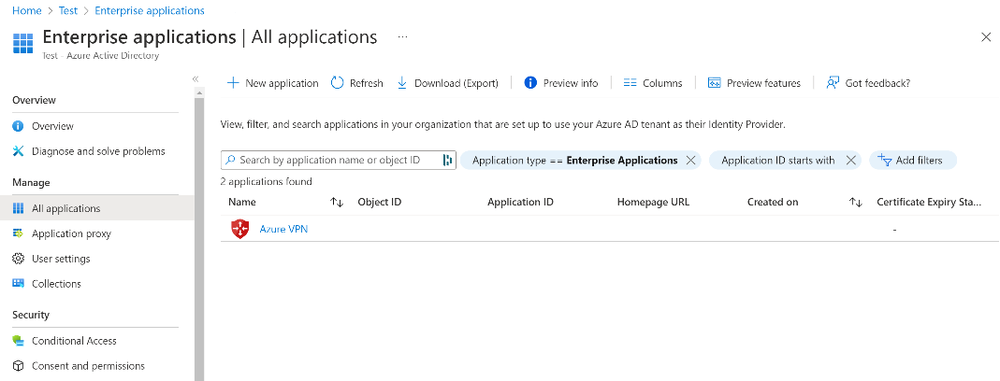 Home > Test > Enterprise applications
Enterprise applications | All applications ...
Test - Azure Active Directory
«
Overview
Overview
Diagnose and solve problems
Manage
All applications
Application proxy
User settings
Collections
Security
Conditional Access
Consent and permissions
New application Refresh Download (Export) Preview info Columns Preview features Got feedback?
View, filter, and search applications in your organization that are set up to use your Azure AD tenant as their Identity Provider.
Search by application name or object ID Application type == Enterprise Applications Application ID starts with Add filters
2 applications found
Name Object ID Application ID Homepage URL Created on Certificate Expiry Sta...
Azure VPN -